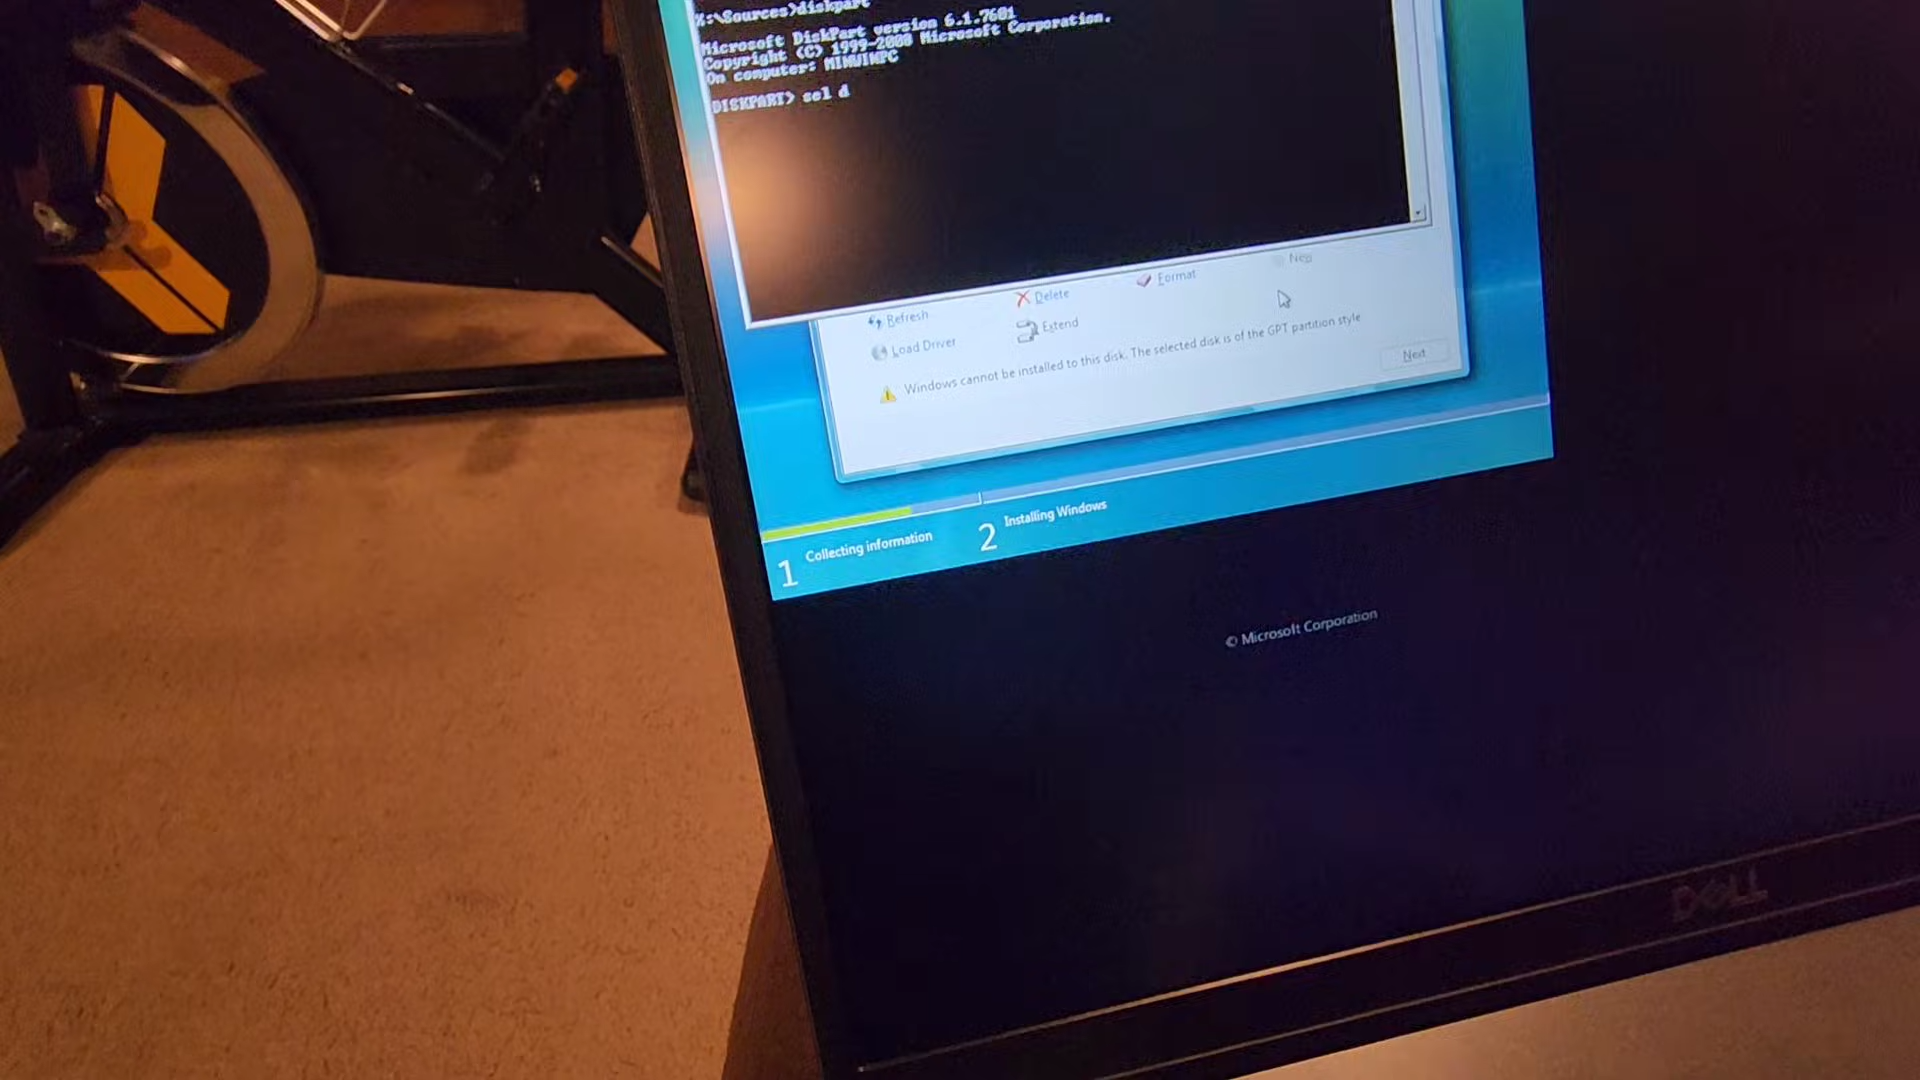 X:\Sources>diskpart
Microsoft DiskPart version 6.1.7601
Copyright (C) 1999-2008 Microsoft Corporation.
On computer: MINWINPC
DISKPART> sel d
Refresh
Delete
Format
New
Load Driver
Extend
Windows cannot be installed to this disk. The selected disk is of the GPT partition style
Next
1 Collecting information
2 Installing Windows
© Microsoft Corporation
DELL